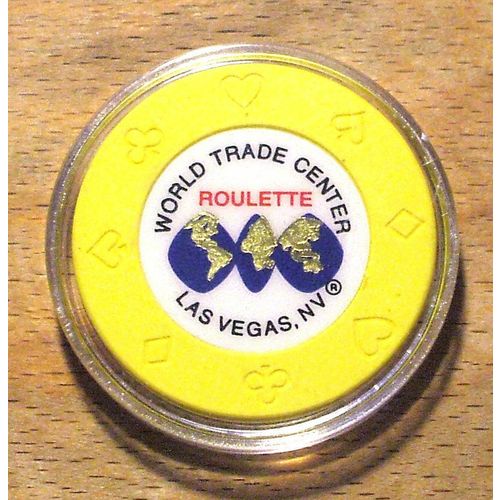 WORLD TRADE CENTER
ROULETTE
LAS VEGAS, NV®